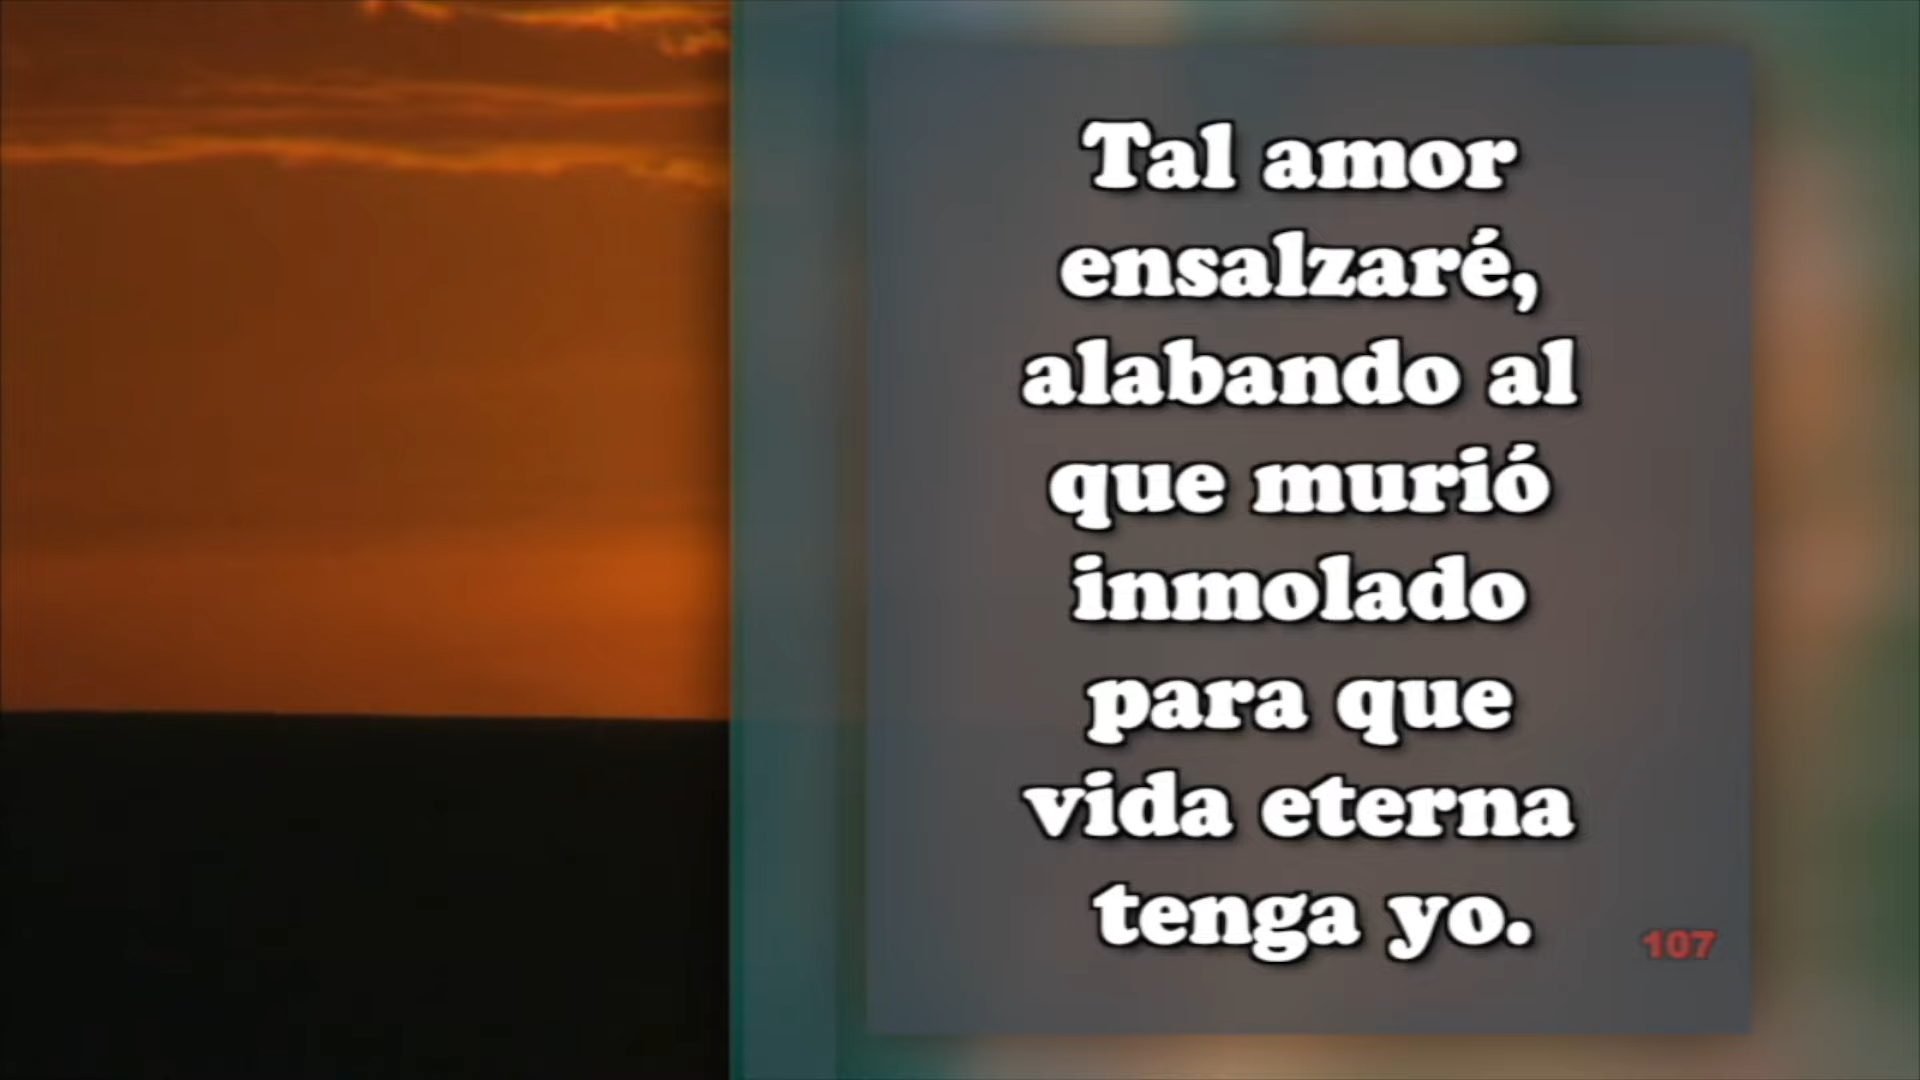 Tal amor
ensalzaré,
alabando al
que murió
inmolado
para que
vida eterna
tenga yo.
107